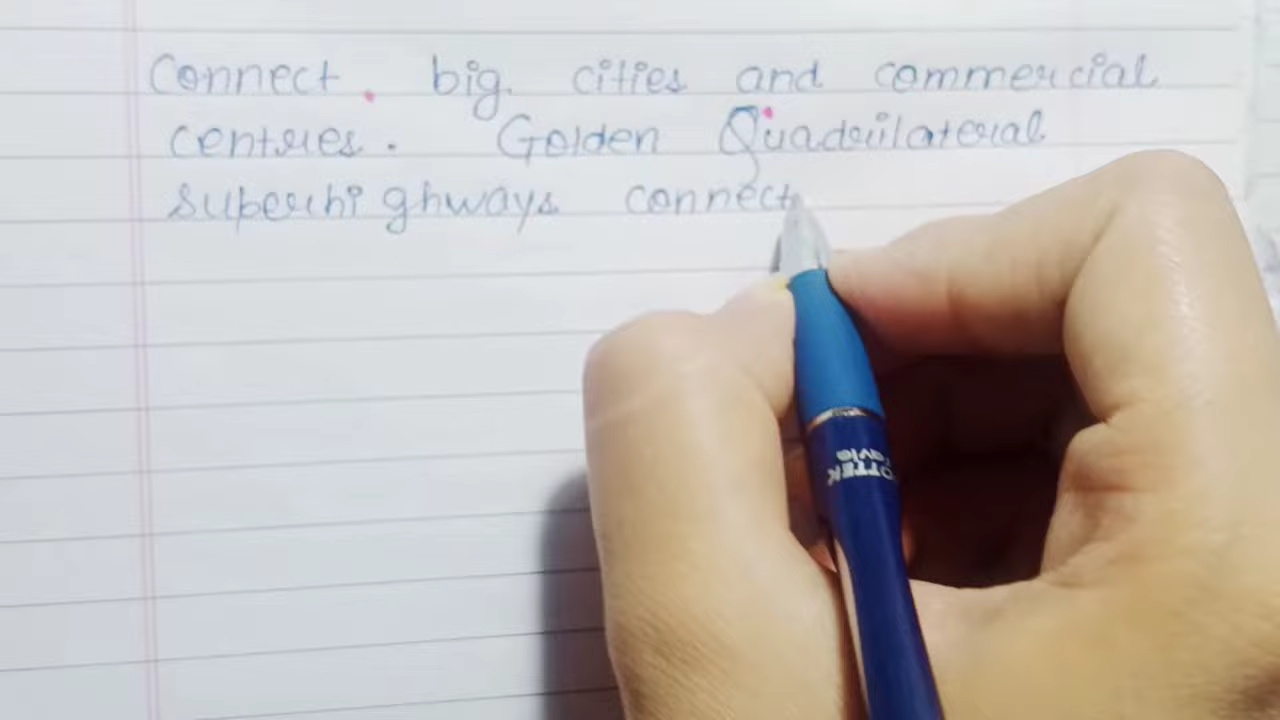 Connect big cities and commercial
centres. Golden Quadrilateral
superhighways connect